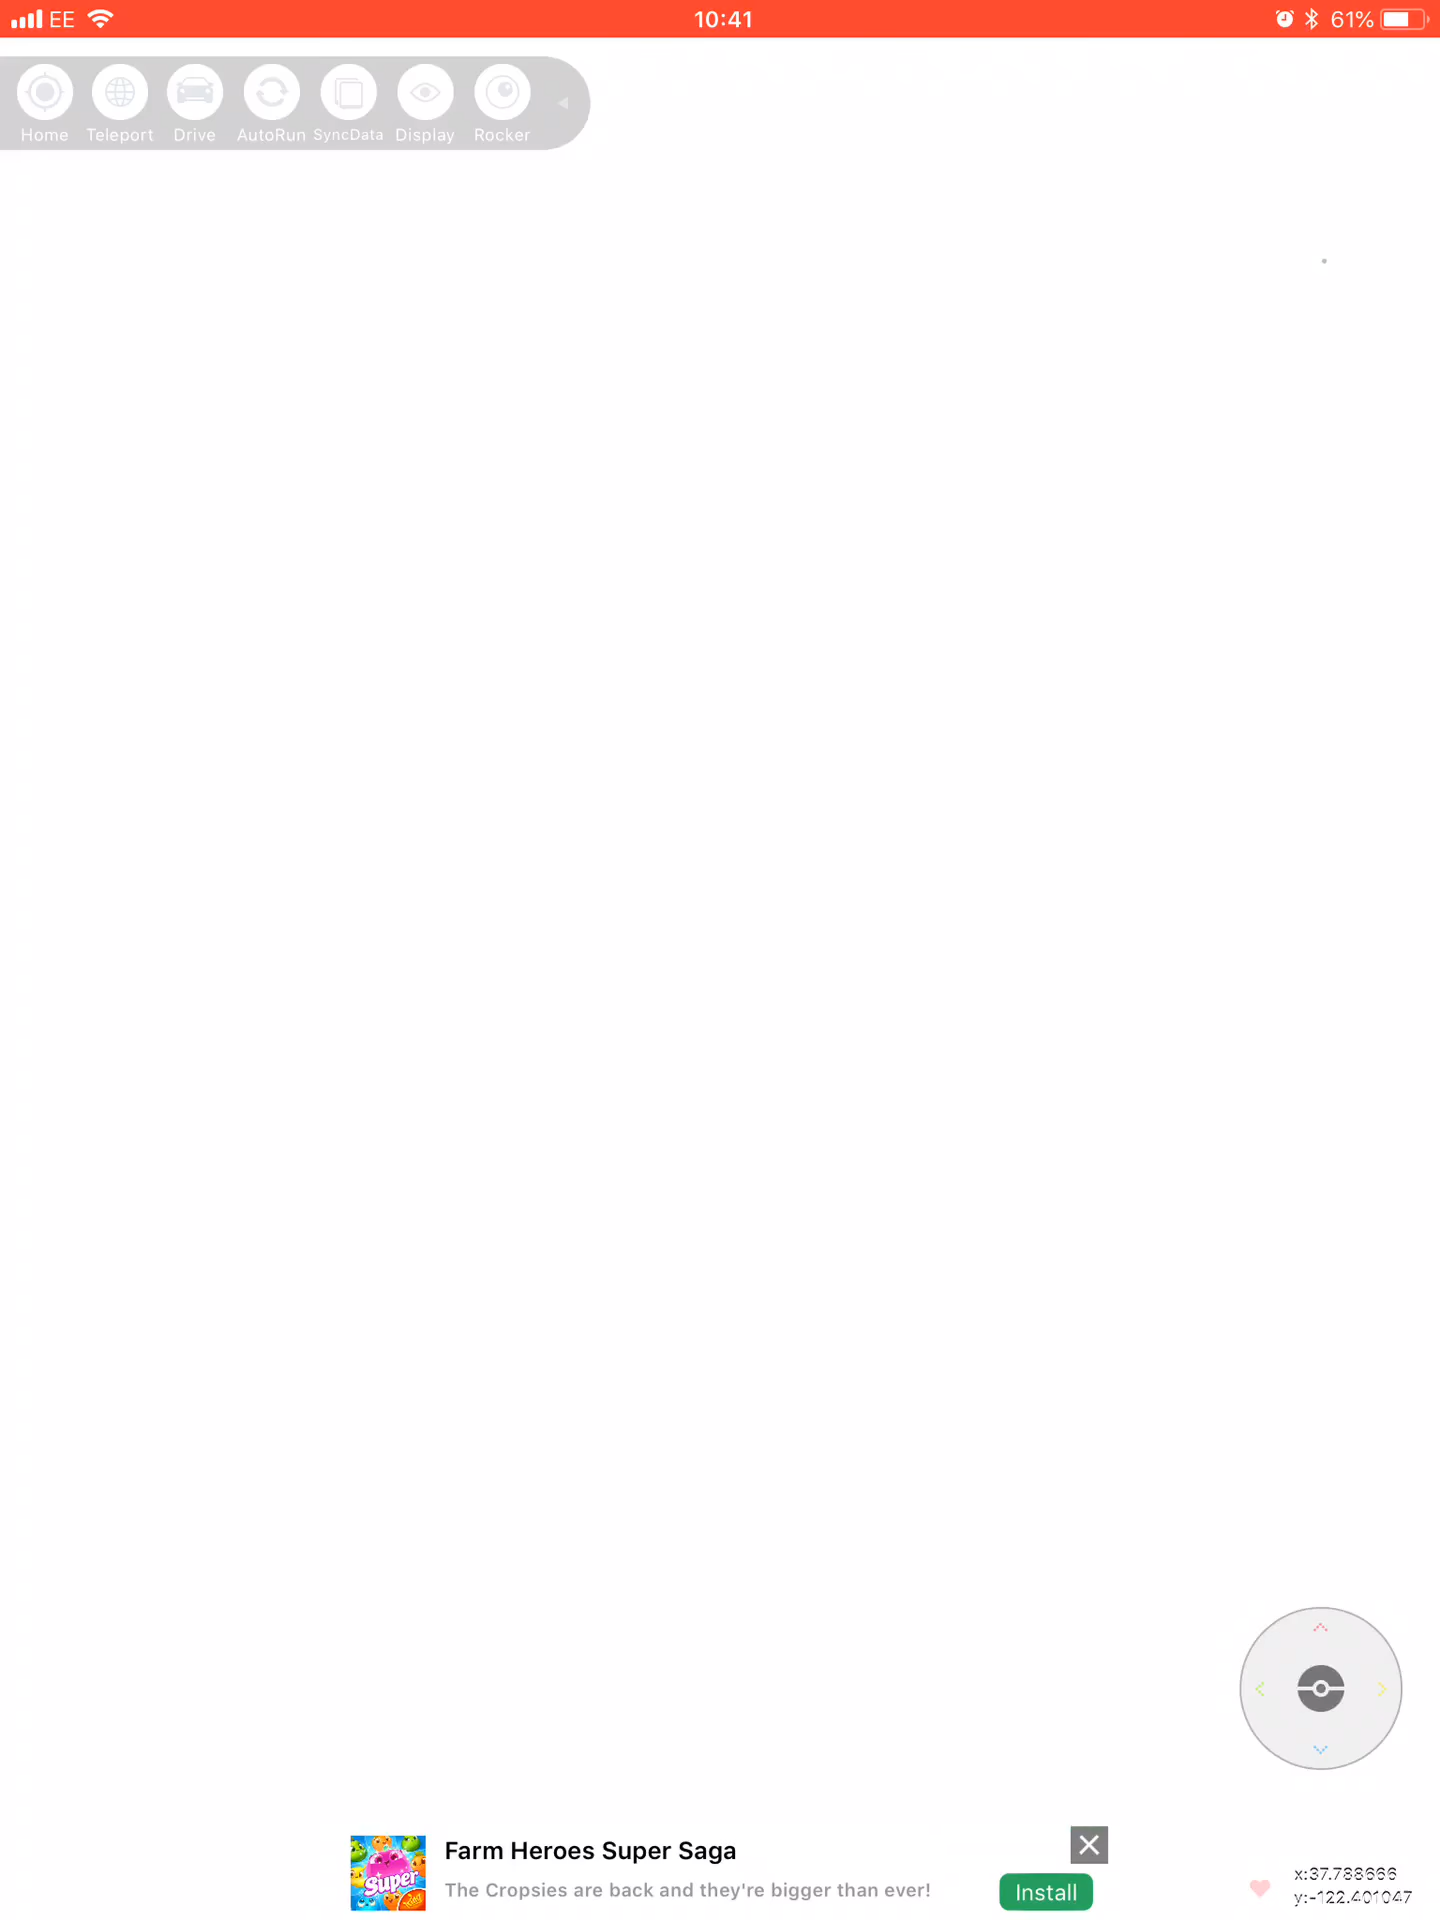 EE
10:41
61%
Home Teleport Drive AutoRun SyncData Display Rocker
Farm Heroes Super Saga
The Cropsies are back and they're bigger than ever!
Super
Install
x:37.788666
y:-122.401047